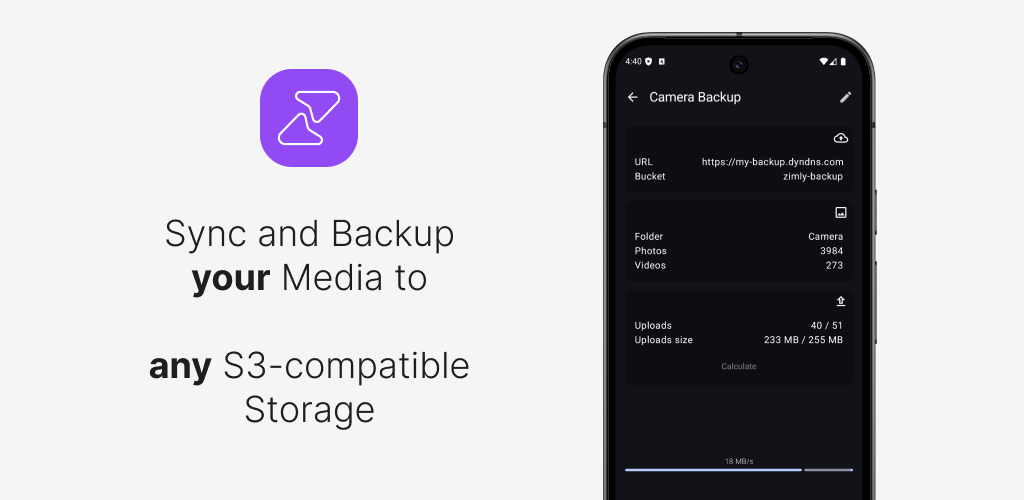 Sync and Backup
your Media to
any S3-compatible
Storage
4:40
Camera Backup
URL https://my-backup.dyndns.com
Bucket zimly-backup
Folder Camera
Photos 3984
Videos 273
Uploads 40 / 51
Uploads size 233 MB / 255 MB
Calculate
18 MB/s